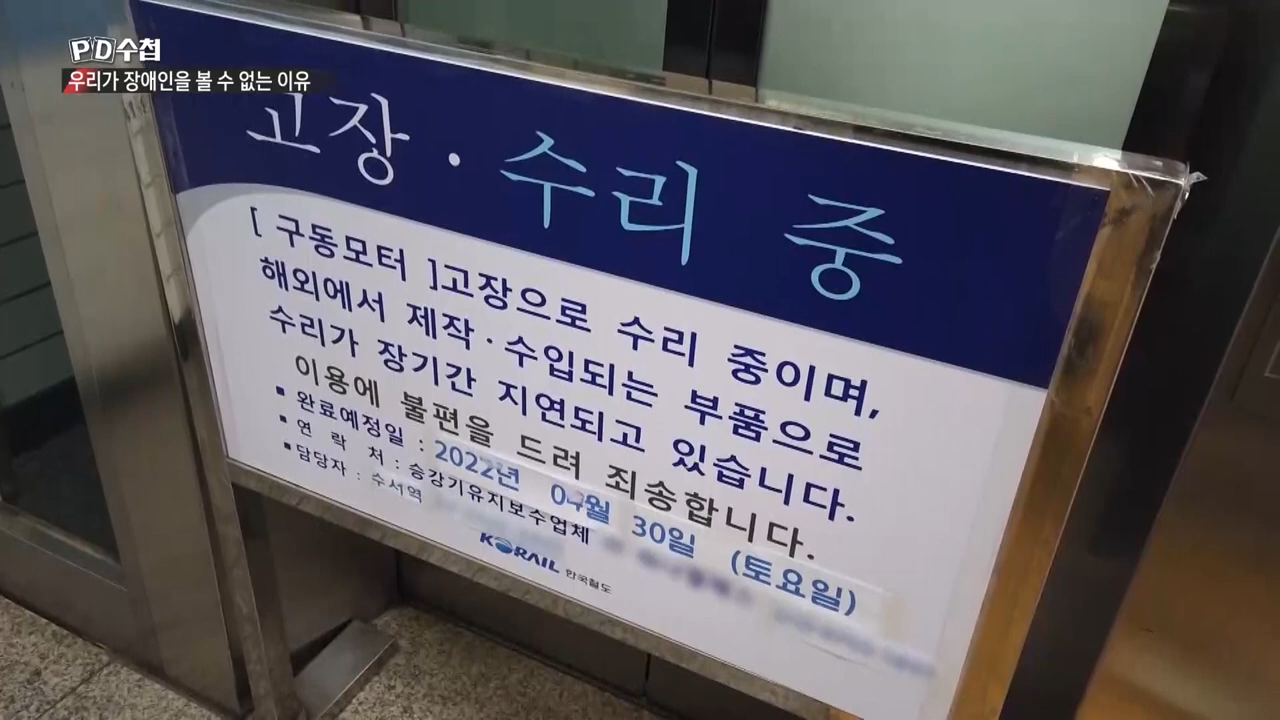 PD수첩
우리가 장애인을 볼 수 없는 이유
고장·수리 중
[ 구동모터 ]고장으로 수리 중이며,
해외에서 제작·수입되는 부품으로
수리가 장기간 지연되고 있습니다.
이용에 불편을 드려 죄송합니다.
▪ 완료예정일 : 2022년 04월 30일 (토요일)
▪ 연 락 처 : 승강기유지보수업체
▪ 담당자 : 수서역
KORAIL 한국철도